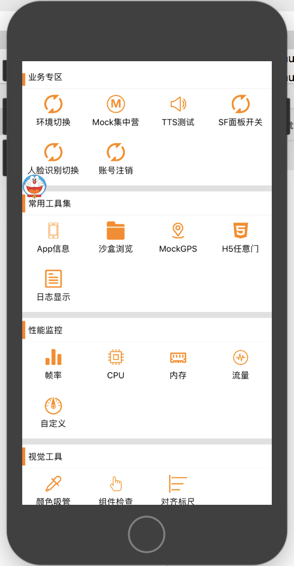 业务专区
环境切换 Mock集中营 TTS测试 SF面板开关
M
人脸识别切换 账号注销
常用工具集
App信息 沙盒浏览 MockGPS H5任意门
日志显示
性能监控
帧率 CPU 内存 流量
自定义
视觉工具
颜色吸管 组件检查 对齐标尺